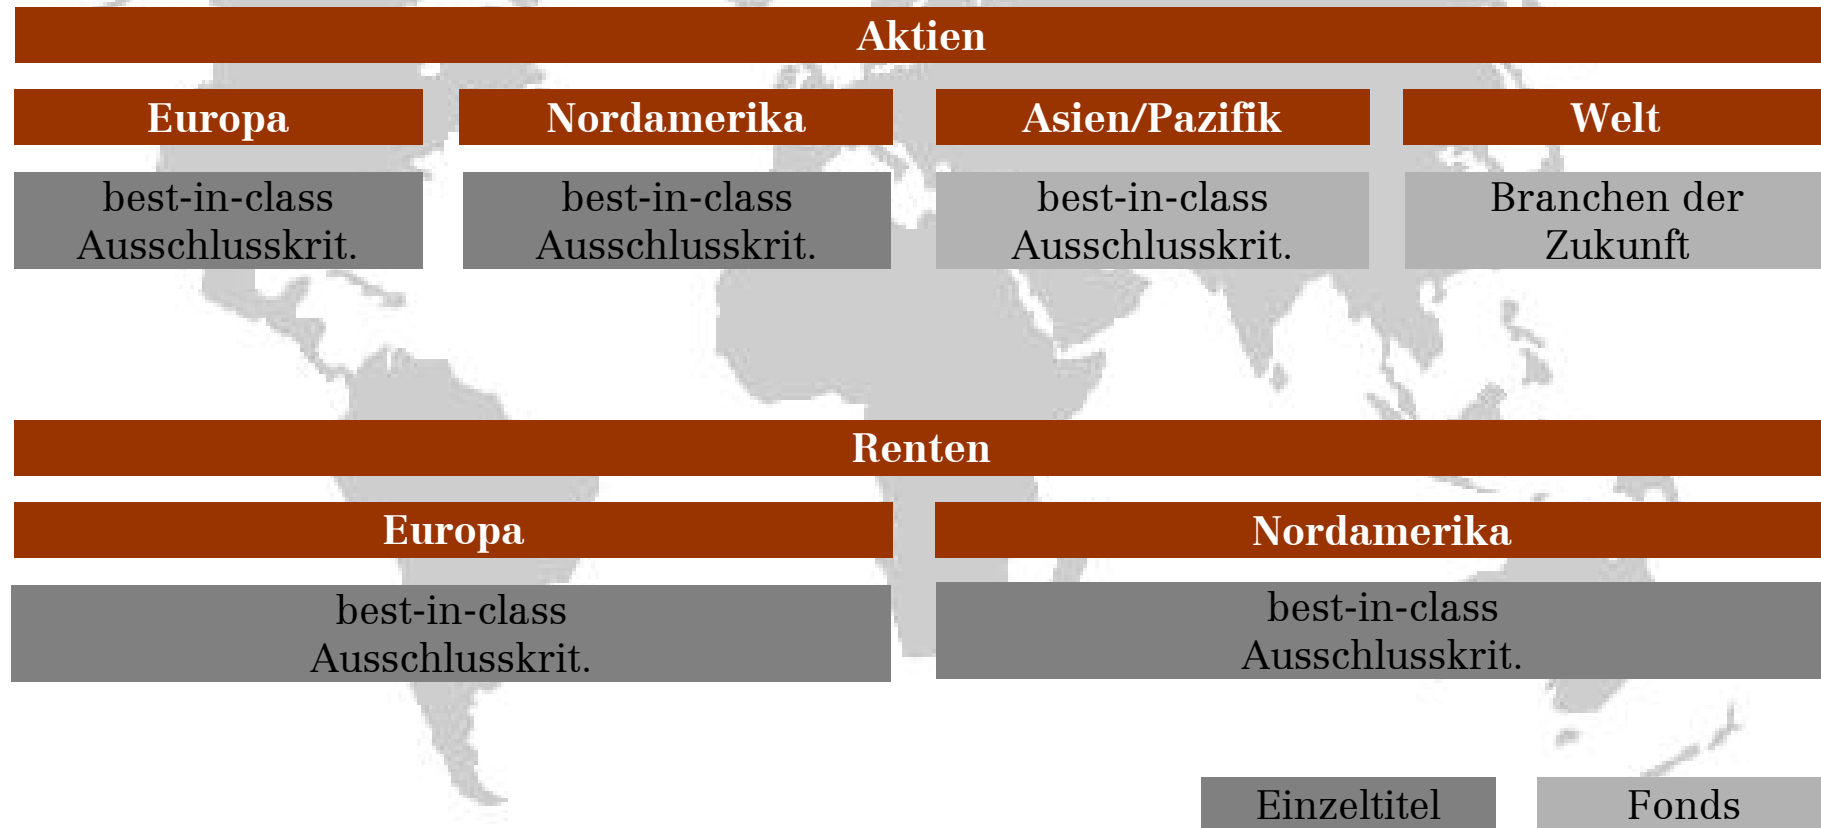 Aktien
Europa
Nordamerika
Asien/Pazifik
Welt
best-in-class
Ausschlusskrit.
best-in-class
Ausschlusskrit.
best-in-class
Ausschlusskrit.
Branchen der
Zukunft
Renten
Europa
Nordamerika
best-in-class
Ausschlusskrit.
best-in-class
Ausschlusskrit.
Einzeltitel
Fonds